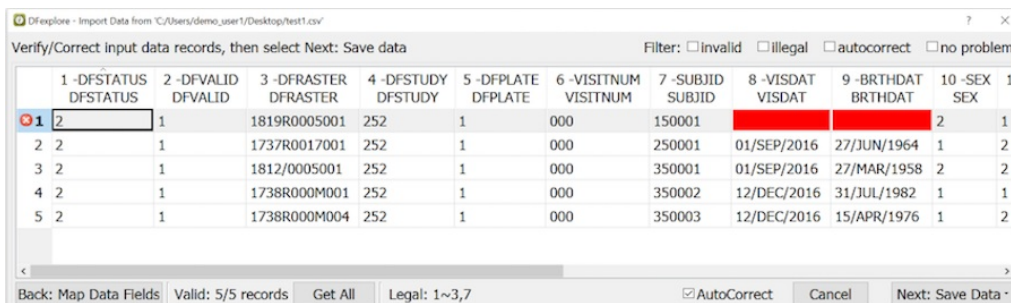 DFexplore - Import Data from 'C:/Users/demo_user1/Desktop/test1.csv' ? ×
Verify/Correct input data records, then select Next: Save data Filter: invalid illegal autocorrect no problem
1 -DFSTATUS 2 -DFVALID 3 -DFRASTER 4 -DFSTUDY 5 -DFPLATE 6 -VISITNUM 7 -SUBJID 8 -VISDAT 9 -BRTHDAT 10 -SEX 1
DFSTATUS DFVALID DFRASTER DFSTUDY DFPLATE VISITNUM SUBJID VISDAT BRTHDAT SEX
1 2 1 1819R0005001 252 1 000 150001 2 1
2 2 1 1737R0017001 252 1 000 250001 01/SEP/2016 27/JUN/1964 1 2
3 2 1 1812/0005001 252 1 000 350001 01/SEP/2016 27/MAR/1958 2 2
4 2 1 1738R000M001 252 1 000 350002 12/DEC/2016 31/JUL/1982 1 1
5 2 1 1738R000M004 252 1 000 350003 12/DEC/2016 15/APR/1976 1 2
Back: Map Data Fields Valid: 5/5 records Get All Legal: 1~3,7 AutoCorrect Cancel Next: Save Data